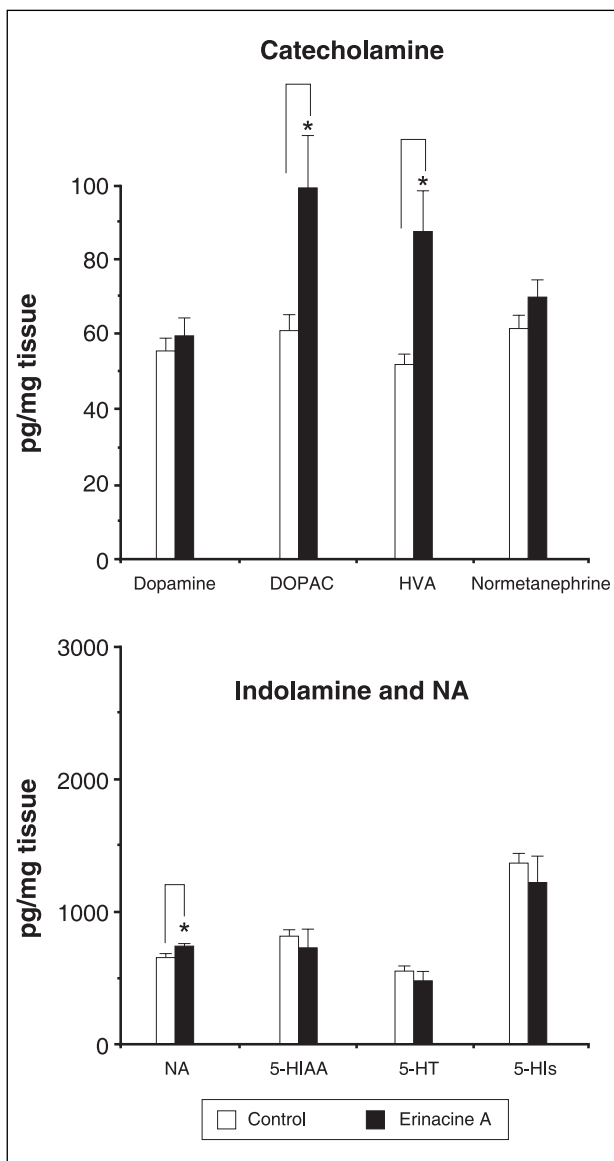 Catecholamine
*
*
100
80
60
40
20
0
pg/mg tissue
Dopamine DOPAC HVA Normetanephrine
3000
Indolamine and NA
2000
1000
*
0
pg/mg tissue
NA 5-HIAA 5-HT 5-HIs
Control Erinacine A